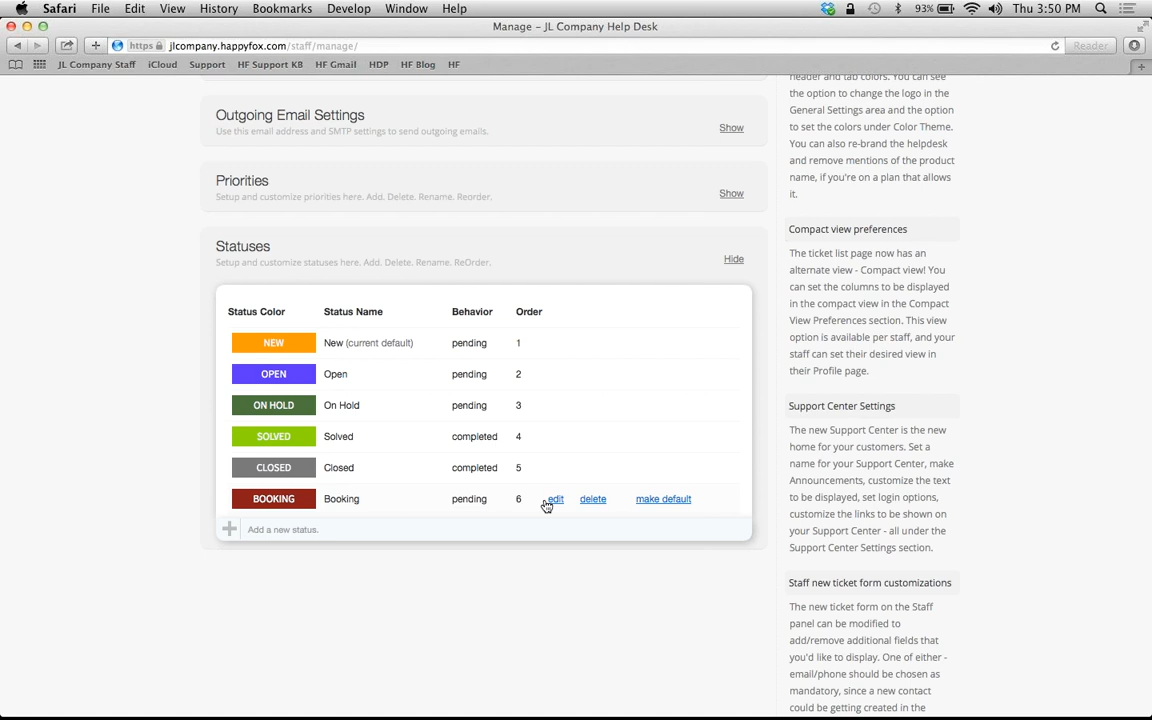 Safari File Edit View History Bookmarks Develop Window Help 93% Thu 3:50 PM
Manage – JL Company Help Desk
https jlcompany.happyfox.com/staff/manage/ Reader
JL Company Staff iCloud Support HF Support KB HF Gmail HDP HF Blog HF
Outgoing Email Settings
Use this email address and SMTP settings to send outgoing emails.
Show
Priorities
Setup and customize priorities here. Add. Delete. Rename. Reorder.
Show
Statuses
Setup and customize statuses here. Add. Delete. Rename. ReOrder.
Hide
Status Color Status Name Behavior Order
NEW New (current default) pending 1
OPEN Open pending 2
ON HOLD On Hold pending 3
SOLVED Solved completed 4
CLOSED Closed completed 5
BOOKING Booking pending 6 edit delete make default
Add a new status.
header and tab colors. You can see
the option to change the logo in the
General Settings area and the option
to set the colors under Color Theme.
You can also re-brand the helpdesk
and remove mentions of the product
name, if you're on a plan that allows
it.
Compact view preferences
The ticket list page now has an
alternate view - Compact view! You
can set the columns to be displayed
in the compact view in the Compact
View Preferences section. This view
option is available per staff, and your
staff can set their desired view in
their Profile page.
Support Center Settings
The new Support Center is the new
home for your customers. Set a
name for your Support Center, make
Announcements, customize the text
to be displayed, set login options,
customize the links to be shown on
your Support Center - all under the
Support Center Settings section.
Staff new ticket form customizations
The new ticket form on the Staff
panel can be modified to
add/remove additional fields that
you'd like to display. One of either -
email/phone should be chosen as
mandatory, since a new contact
could be getting created in the